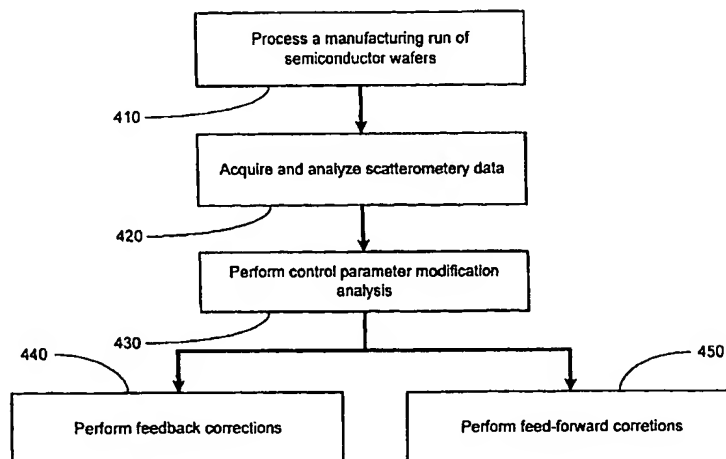 Process a manufacturing run of
semiconductor wafers
410
Acquire and analyze scatterometery data
420
Perform control parameter modification
analysis
430
440
450
Perform feedback corrections
Perform feed-forward corretions